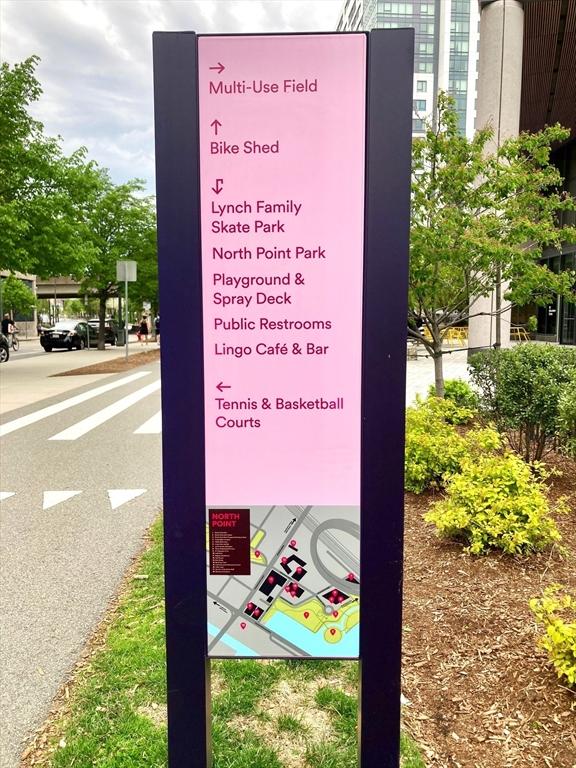 →
Multi-Use Field
↑
Bike Shed
Lynch Family
Skate Park
North Point Park
Playground &
Spray Deck
Public Restrooms
Lingo Café & Bar
←
Tennis & Basketball
Courts
NORTH
POINT